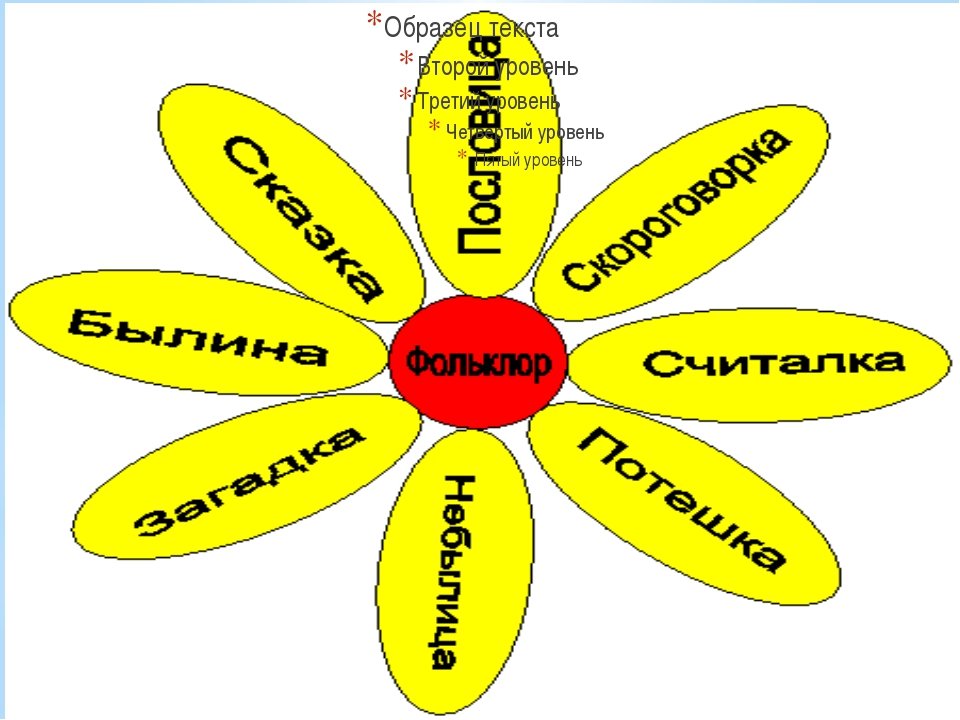 * Образец текста
* Второй уровень
* Третий уровень
* Четвертый уровень
* Пятый уровень
Пословица
Сказка
Скороговорка
Былина
Фольклор
Считалка
Загадка
Потешка
Небылица